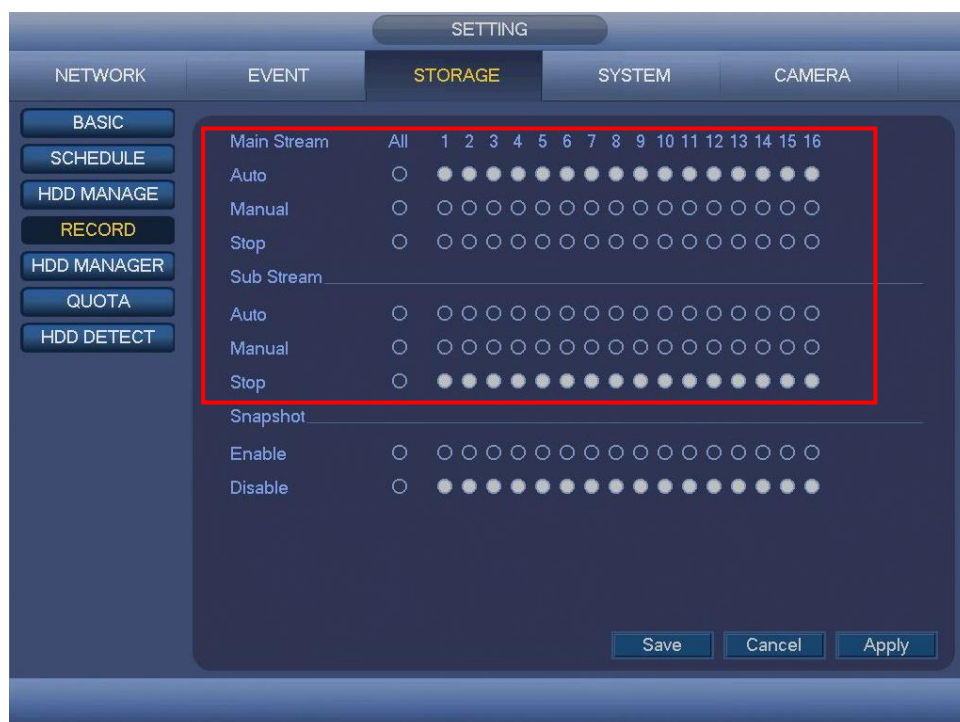 SETTING
NETWORK EVENT STORAGE SYSTEM CAMERA
BASIC
SCHEDULE
HDD MANAGE
RECORD
HDD MANAGER
QUOTA
HDD DETECT
Main Stream All 1 2 3 4 5 6 7 8 9 10 11 12 13 14 15 16
Auto
Manual
Stop
Sub Stream
Auto
Manual
Stop
Snapshot
Enable
Disable
Save Cancel Apply